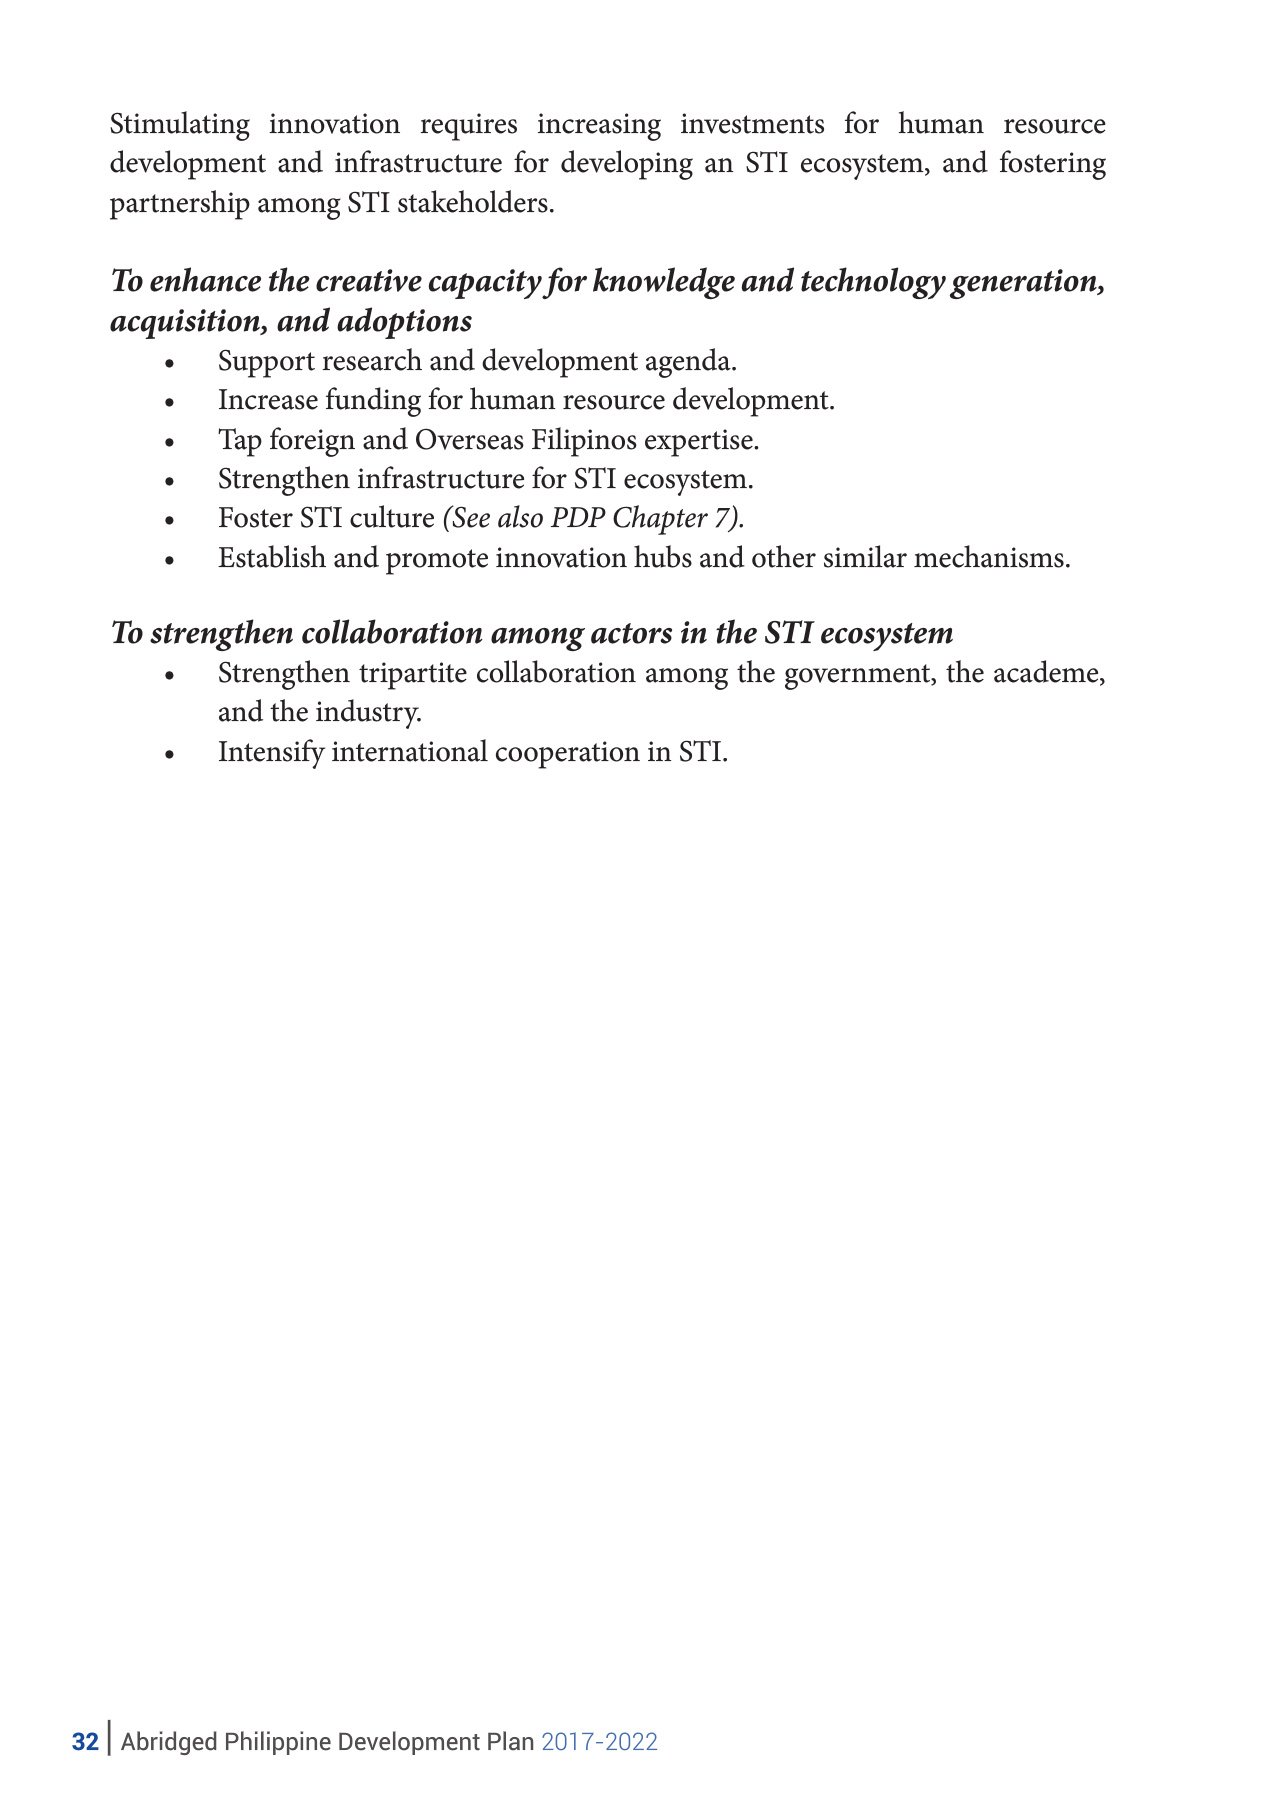 Stimulating innovation requires increasing investments for human resource
development and infrastructure for developing an STI ecosystem, and fostering
partnership among STI stakeholders.
To enhance the creative capacity for knowledge and technology generation,
acquisition, and adoptions
• Support research and development agenda.
• Increase funding for human resource development.
• Tap foreign and Overseas Filipinos expertise.
• Strengthen infrastructure for STI ecosystem.
• Foster STI culture (See also PDP Chapter 7).
• Establish and promote innovation hubs and other similar mechanisms.
To strengthen collaboration among actors in the STI ecosystem
• Strengthen tripartite collaboration among the government, the academe,
and the industry.
• Intensify international cooperation in STI.
32 | Abridged Philippine Development Plan 2017-2022